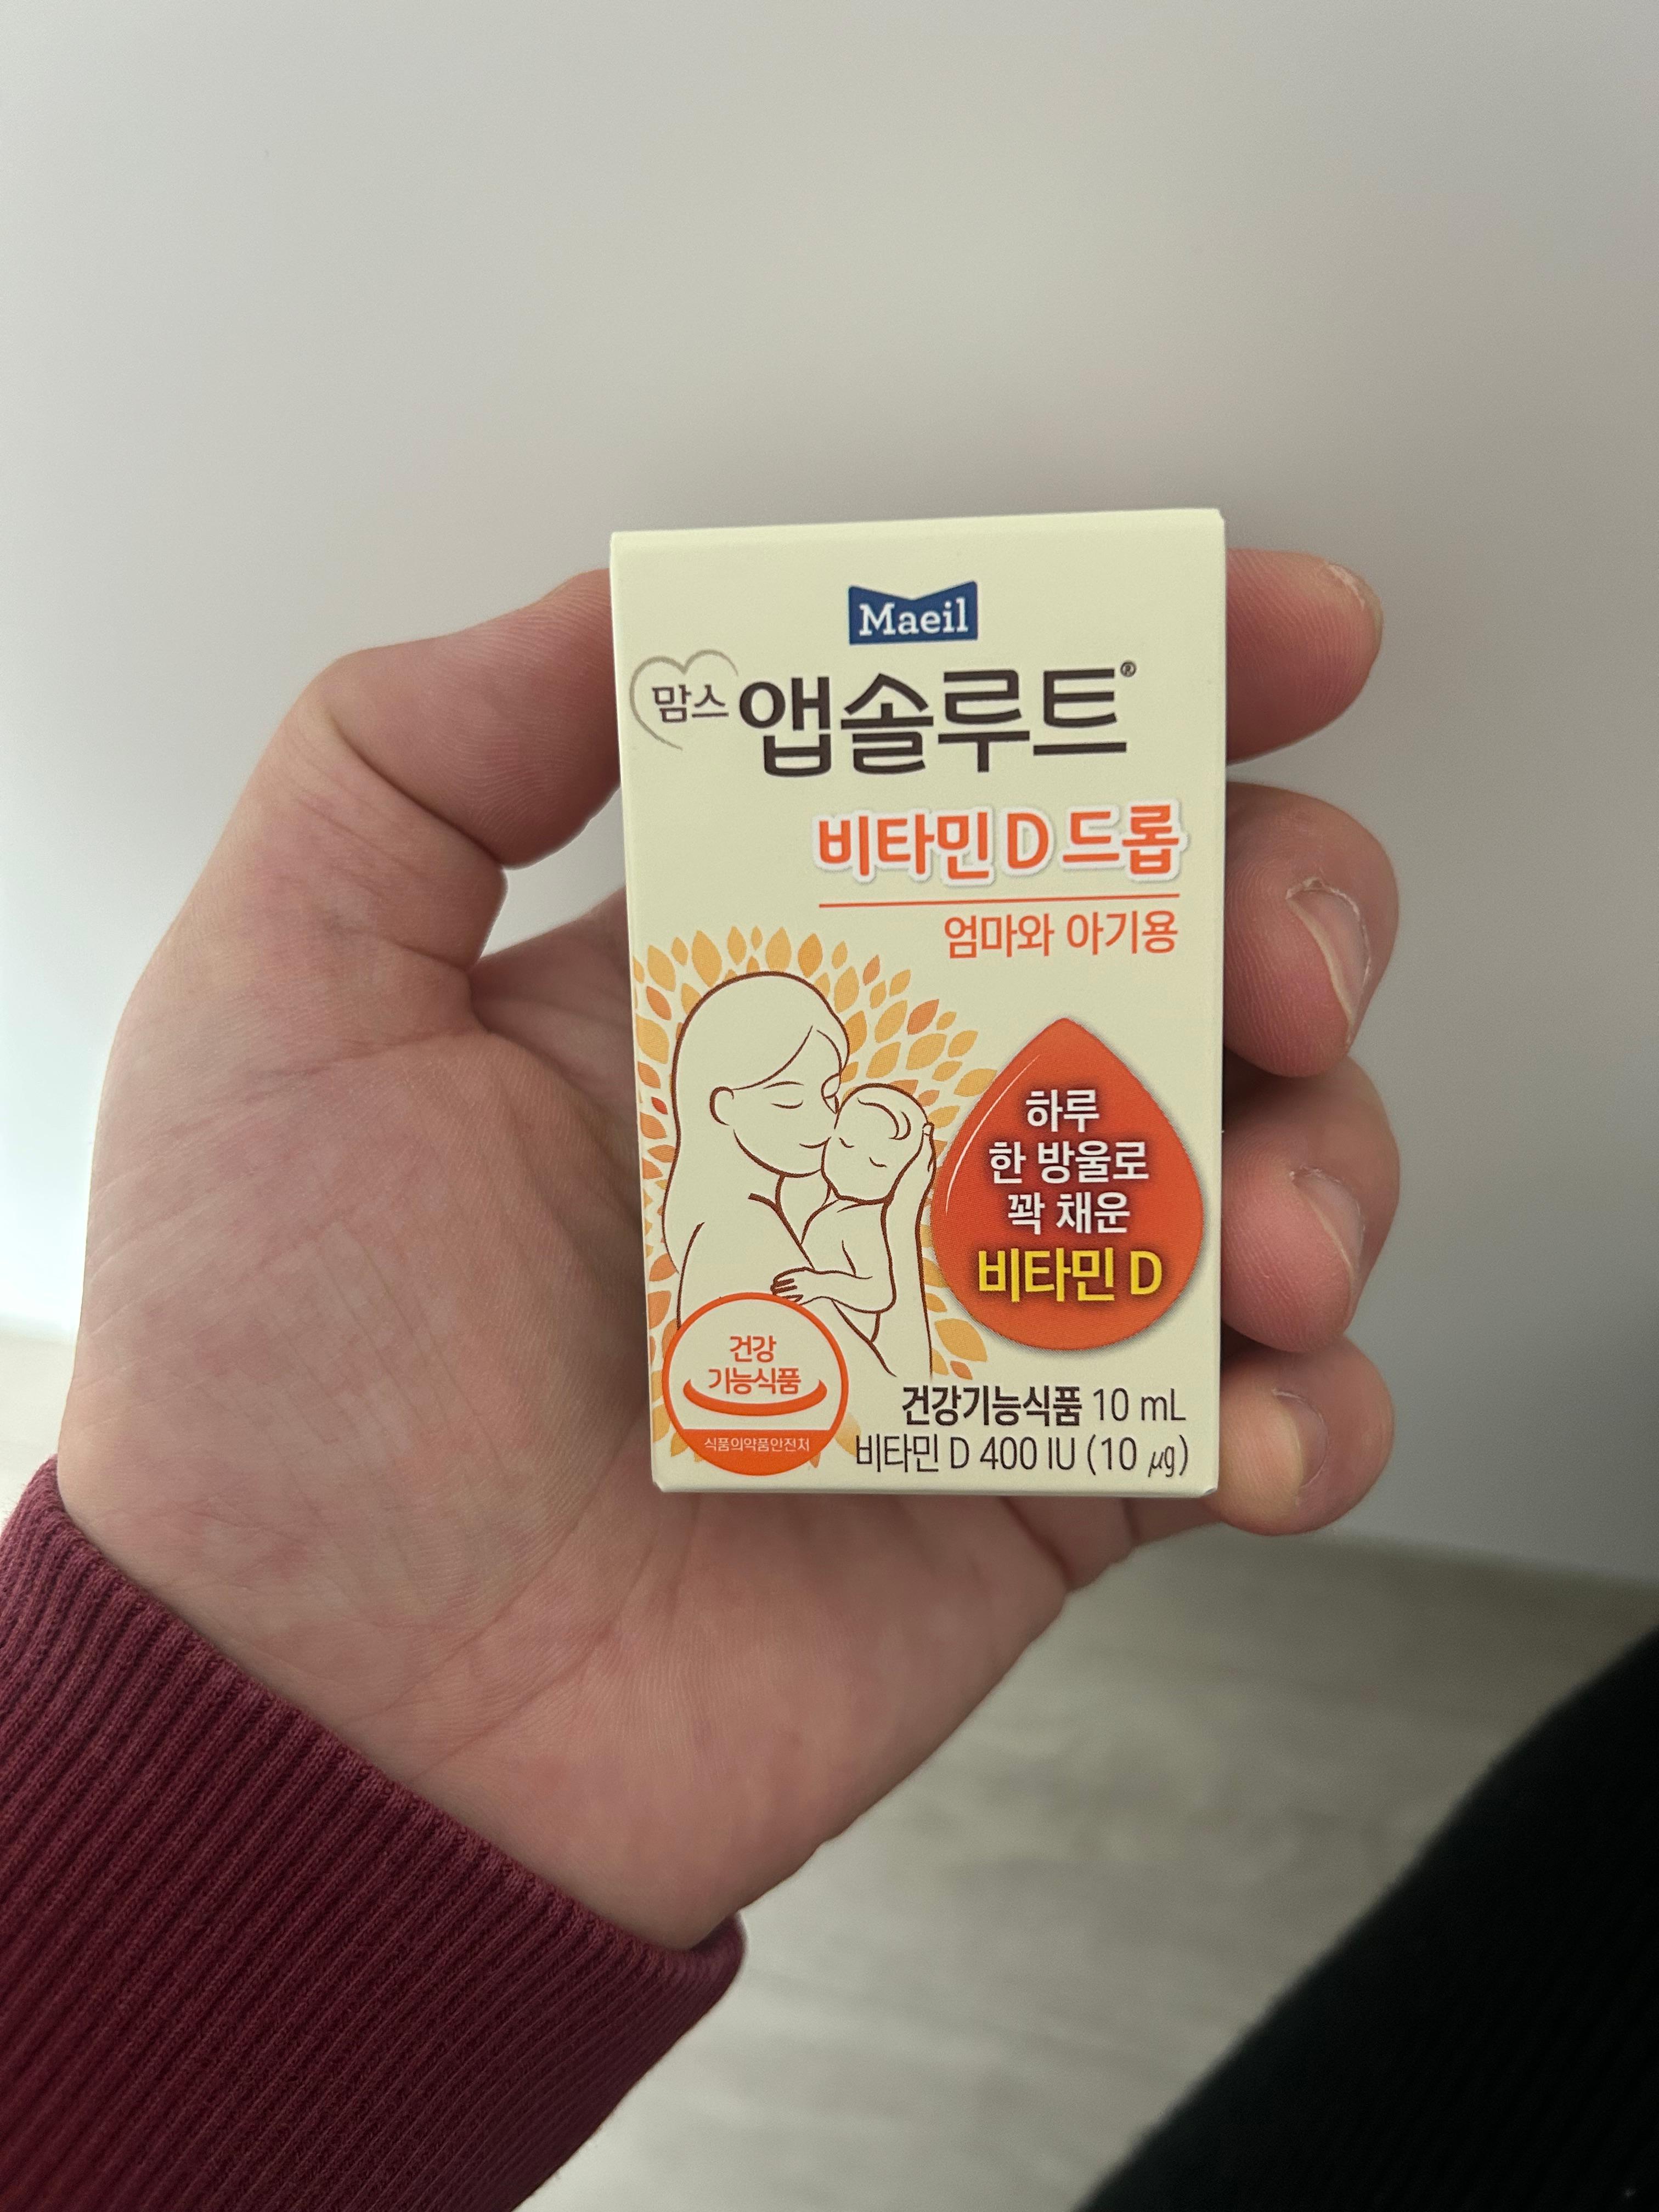 Maeil
맘스 앱솔루트®
비타민 D 드롭
엄마와 아기용
하루
한 방울로
꽉 채운
비타민 D
건강
기능식품
식품의약품안전처
건강기능식품 10 mL
비타민 D 400 IU (10 ㎍)